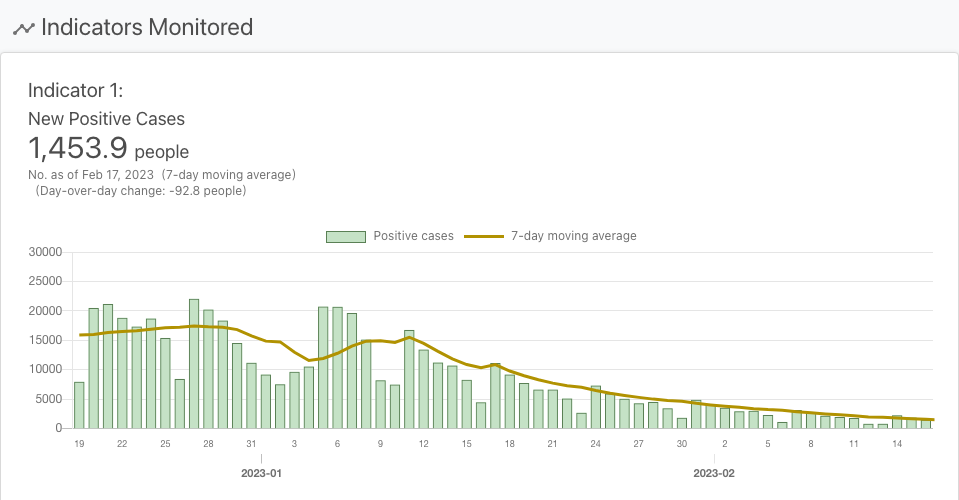 Indicators Monitored
Indicator 1:
New Positive Cases
1,453.9 people
No. as of Feb 17, 2023 (7-day moving average)
(Day-over-day change: -92.8 people)
Positive cases 7-day moving average
30000
25000
20000
15000
10000
5000
0
19 22 25 28 31 3 6 9 12 15 18 21 24 27 30 2 5 8 11 14
2023-01 2023-02